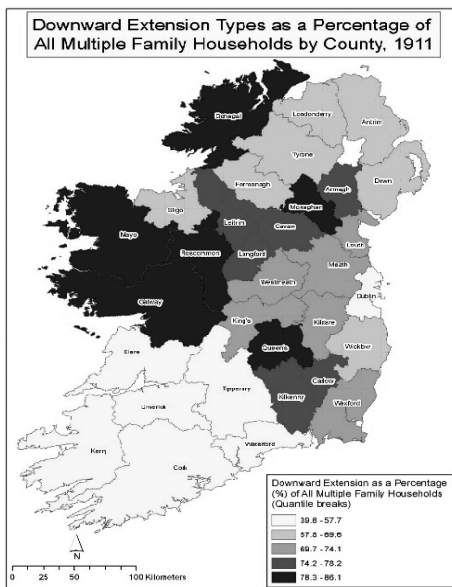 Downward Extension Types as a Percentage of
All Multiple Family Households by County, 1911
Donegal
Londonderry
Antrim
Tyrone
Fermanagh
Armagh
Down
Monaghan
Sligo
Leitrim
Cavan
Mayo
Roscommon
Longford
Louth
Meath
Westmeath
Galway
Dublin
King's
Kildare
Queens
Wicklow
Clare
Carlow
Tipperary
Kilkenny
Limerick
Wexford
Waterford
Kerry
Cork
Downward Extension as a Percentage
(%) of All Multiple Family Households
(Quantile breaks)
39.8 - 57.7
57.8 - 69.6
69.7 - 74.1
74.2 - 78.2
78.3 - 86.1
N
0 25 50 100 Kilometers